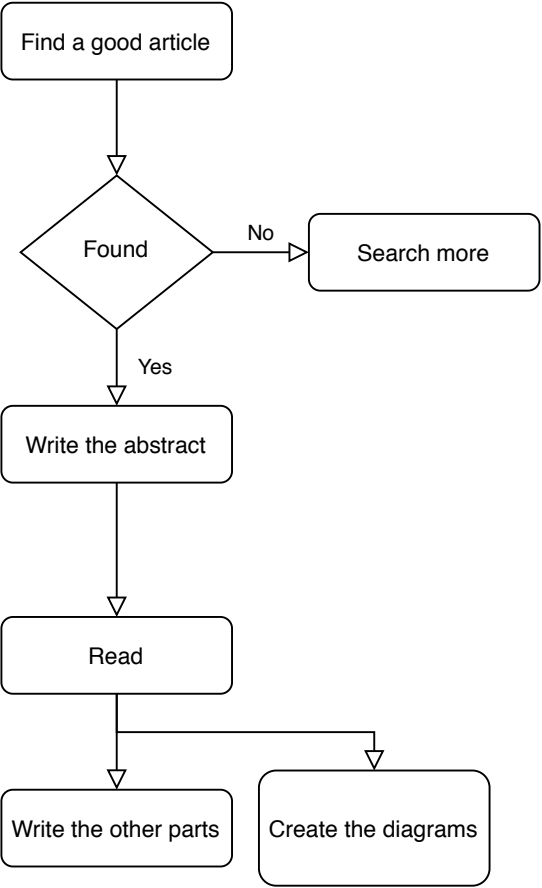 Find a good article
Found
No
Search more
Yes
Write the abstract
Read
Write the other parts
Create the diagrams